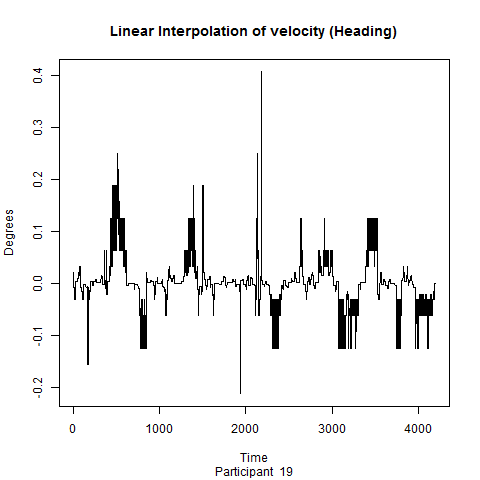 Linear Interpolation of velocity (Heading)
Degrees
0.4
0.3
0.2
0.1
0.0
-0.1
-0.2
0 1000 2000 3000 4000
Time
Participant 19